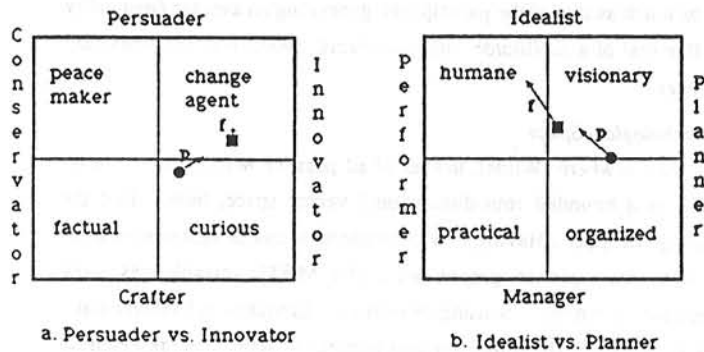 Persuader
Conservator
peace
maker
change
agent
f
p
factual
curious
Innovator
Crafter
a. Persuader vs. Innovator
Idealist
Performer
humane
visionary
f
p
practical
organized
Planner
Manager
b. Idealist vs. Planner